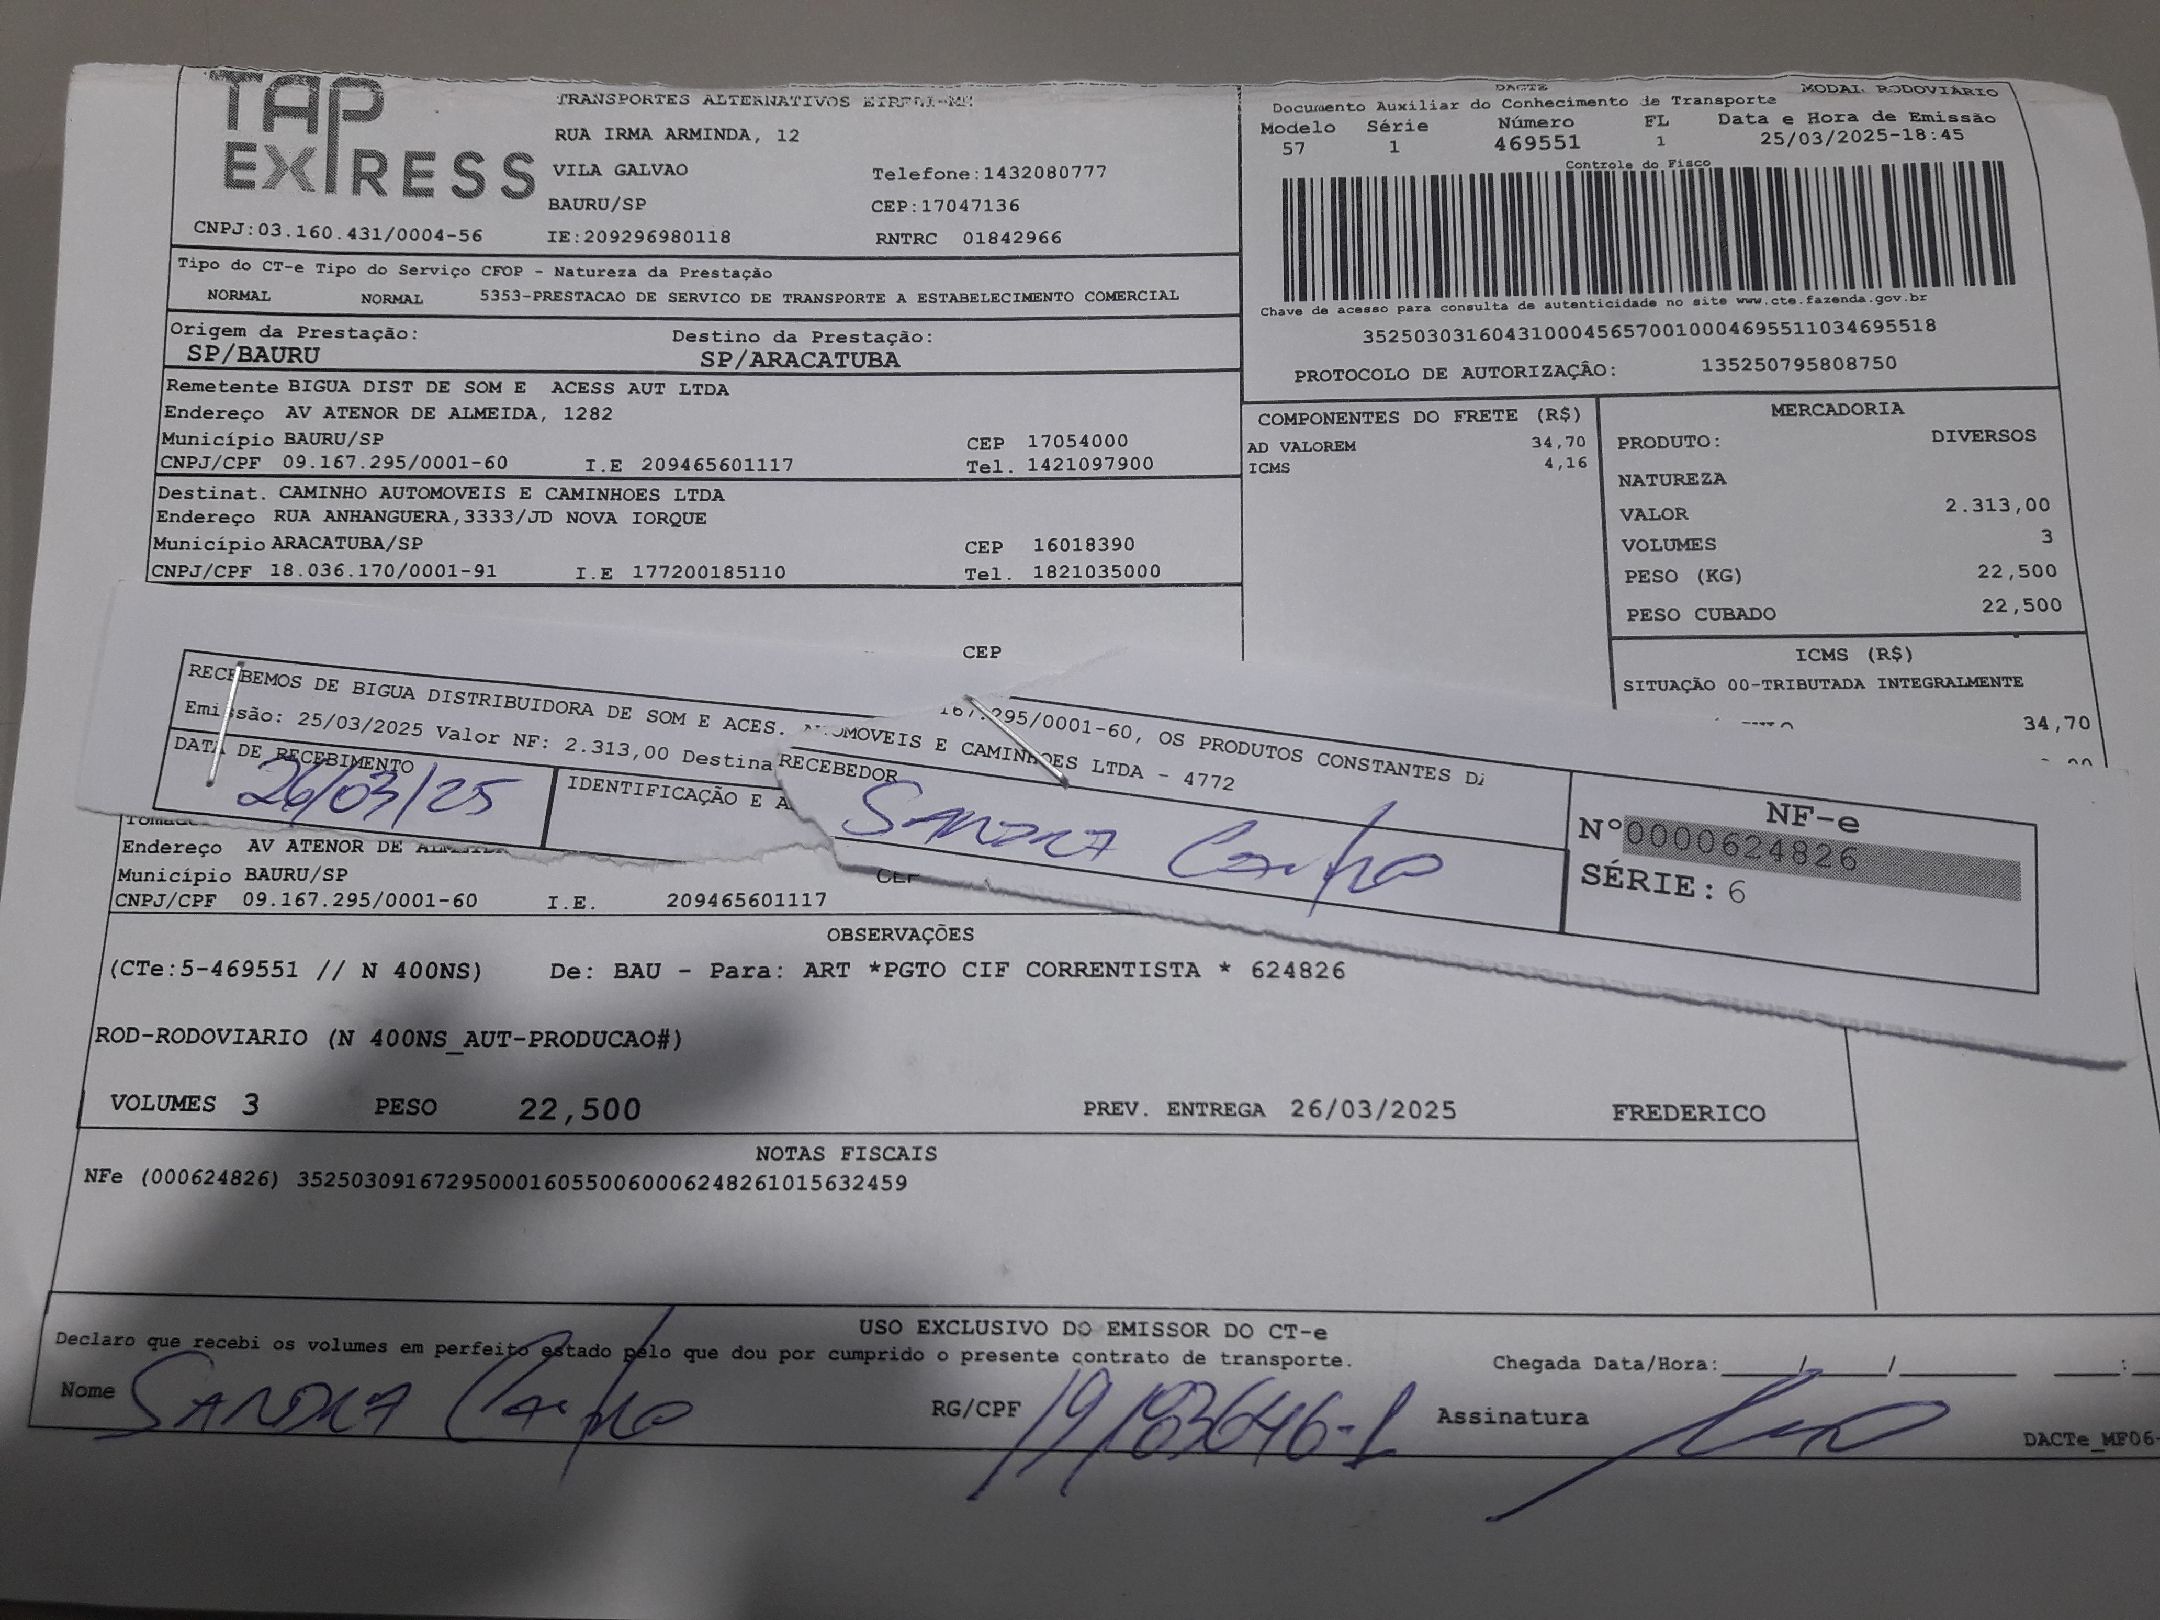 TAP
EXPRESS
TRANSPORTES ALTERNATIVOS EIRELI-ME
RUA IRMA ARMINDA, 12
VILA GALVAO Telefone:1432080777
BAURU/SP CEP:17047136
CNPJ:03.160.431/0004-56 IE:209296980118 RNTRC 01842966
DACTE MODAL RODOVIÁRIO
Documento Auxiliar do Conhecimento de Transporte
Modelo Série Número FL Data e Hora de Emissão
57 1 469551 1 25/03/2025-18:45
Controle do Fisco
Chave de acesso para consulta de autenticidade no site www.cte.fazenda.gov.br
35250303160431000456570010004695511034695518
PROTOCOLO DE AUTORIZAÇÃO: 135250795808750
Tipo do CT-e Tipo do Serviço CFOP - Natureza da Prestação
NORMAL NORMAL 5353-PRESTACAO DE SERVICO DE TRANSPORTE A ESTABELECIMENTO COMERCIAL
Origem da Prestação: Destino da Prestação:
SP/BAURU SP/ARACATUBA
Remetente BIGUA DIST DE SOM E ACESS AUT LTDA
Endereço AV ATENOR DE ALMEIDA, 1282
Município BAURU/SP CEP 17054000
CNPJ/CPF 09.167.295/0001-60 I.E 209465601117 Tel. 1421097900
Destinat. CAMINHO AUTOMOVEIS E CAMINHOES LTDA
Endereço RUA ANHANGUERA,3333/JD NOVA IORQUE
Município ARACATUBA/SP CEP 16018390
CNPJ/CPF 18.036.170/0001-91 I.E 177200185110 Tel. 1821035000
COMPONENTES DO FRETE (R$)
AD VALOREM 34,70
ICMS 4,16
MERCADORIA
PRODUTO: DIVERSOS
NATUREZA
VALOR 2.313,00
VOLUMES 3
PESO (KG) 22,500
PESO CUBADO 22,500
ICMS (R$)
SITUAÇÃO 00-TRIBUTADA INTEGRALMENTE
34,70
CEP
RECEBEMOS DE BIGUA DISTRIBUIDORA DE SOM E ACES. 167.295/0001-60, OS PRODUTOS CONSTANTES DA
Emissão: 25/03/2025 Valor NF: 2.313,00 Destina OMOVEIS E CAMINHOES LTDA - 4772
DATA DE RECEBIMENTO IDENTIFICAÇÃO E A RECEBEDOR
26/03/25 SANDRA
NF-e
Nº0000624826
SÉRIE: 6
Endereço AV ATENOR DE ALMEIDA
Município BAURU/SP CEP
CNPJ/CPF 09.167.295/0001-60 I.E. 209465601117
OBSERVAÇÕES
(CTe:5-469551 // N 400NS) De: BAU - Para: ART *PGTO CIF CORRENTISTA * 624826
ROD-RODOVIARIO (N 400NS_AUT-PRODUCAO#)
VOLUMES 3 PESO 22,500 PREV. ENTREGA 26/03/2025 FREDERICO
NOTAS FISCAIS
NFe (000624826) 35250309167295000160550060006248261015632459
USO EXCLUSIVO DO EMISSOR DO CT-e
Declaro que recebi os volumes em perfeito estado pelo que dou por cumprido o presente contrato de transporte. Chegada Data/Hora:____/____/____ __:__
Nome SANDRA RG/CPF 19183646-1 Assinatura
DACTe_MF06-